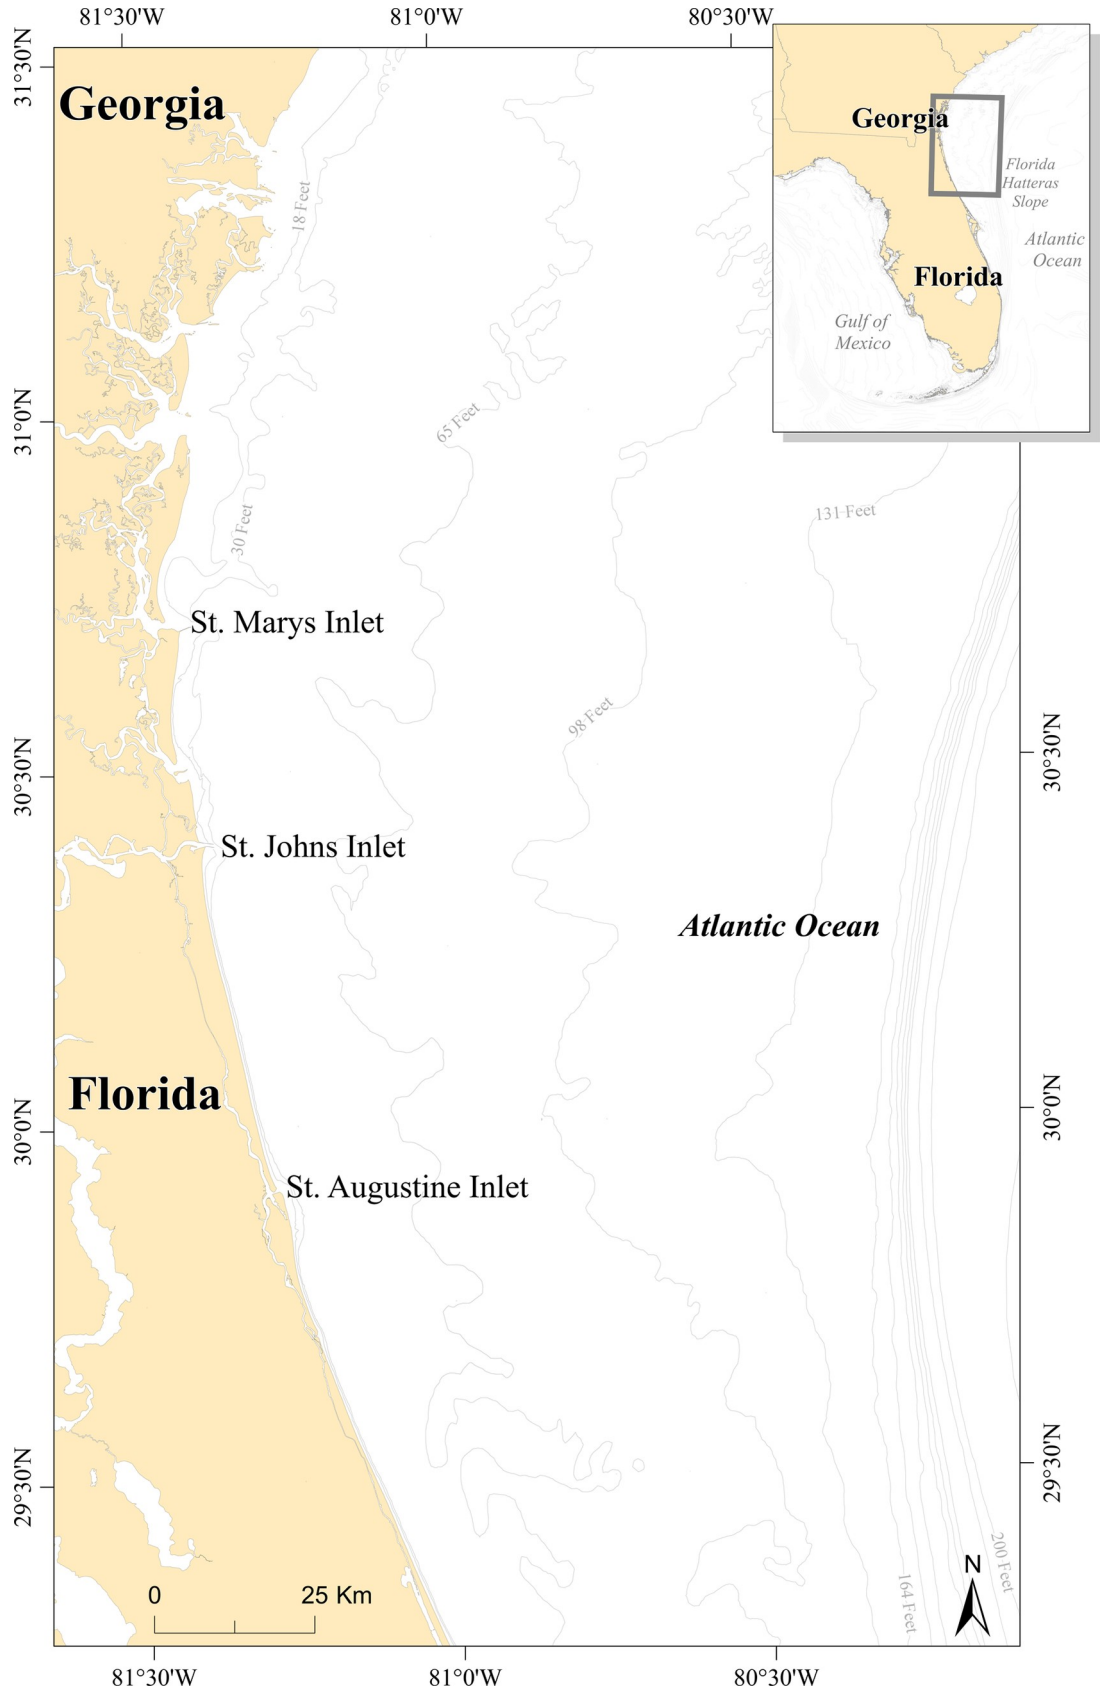 81°30'W
81°0'W
80°30'W
31°30'N
Georgia
Georgia
Florida
Hatteras
Slope
18 Feet
Atlantic
Ocean
Florida
Gulf of
Mexico
31°0'N
65 Feet
131 Feet
30 Feet
St. Marys Inlet
98 Feet
30°30'N
30°30'N
St. Johns Inlet
Atlantic Ocean
Florida
30°0'N
30°0'N
St. Augustine Inlet
29°30'N
29°30'N
200 Feet
N
164 Feet
0
25 Km
81°30'W
81°0'W
80°30'W